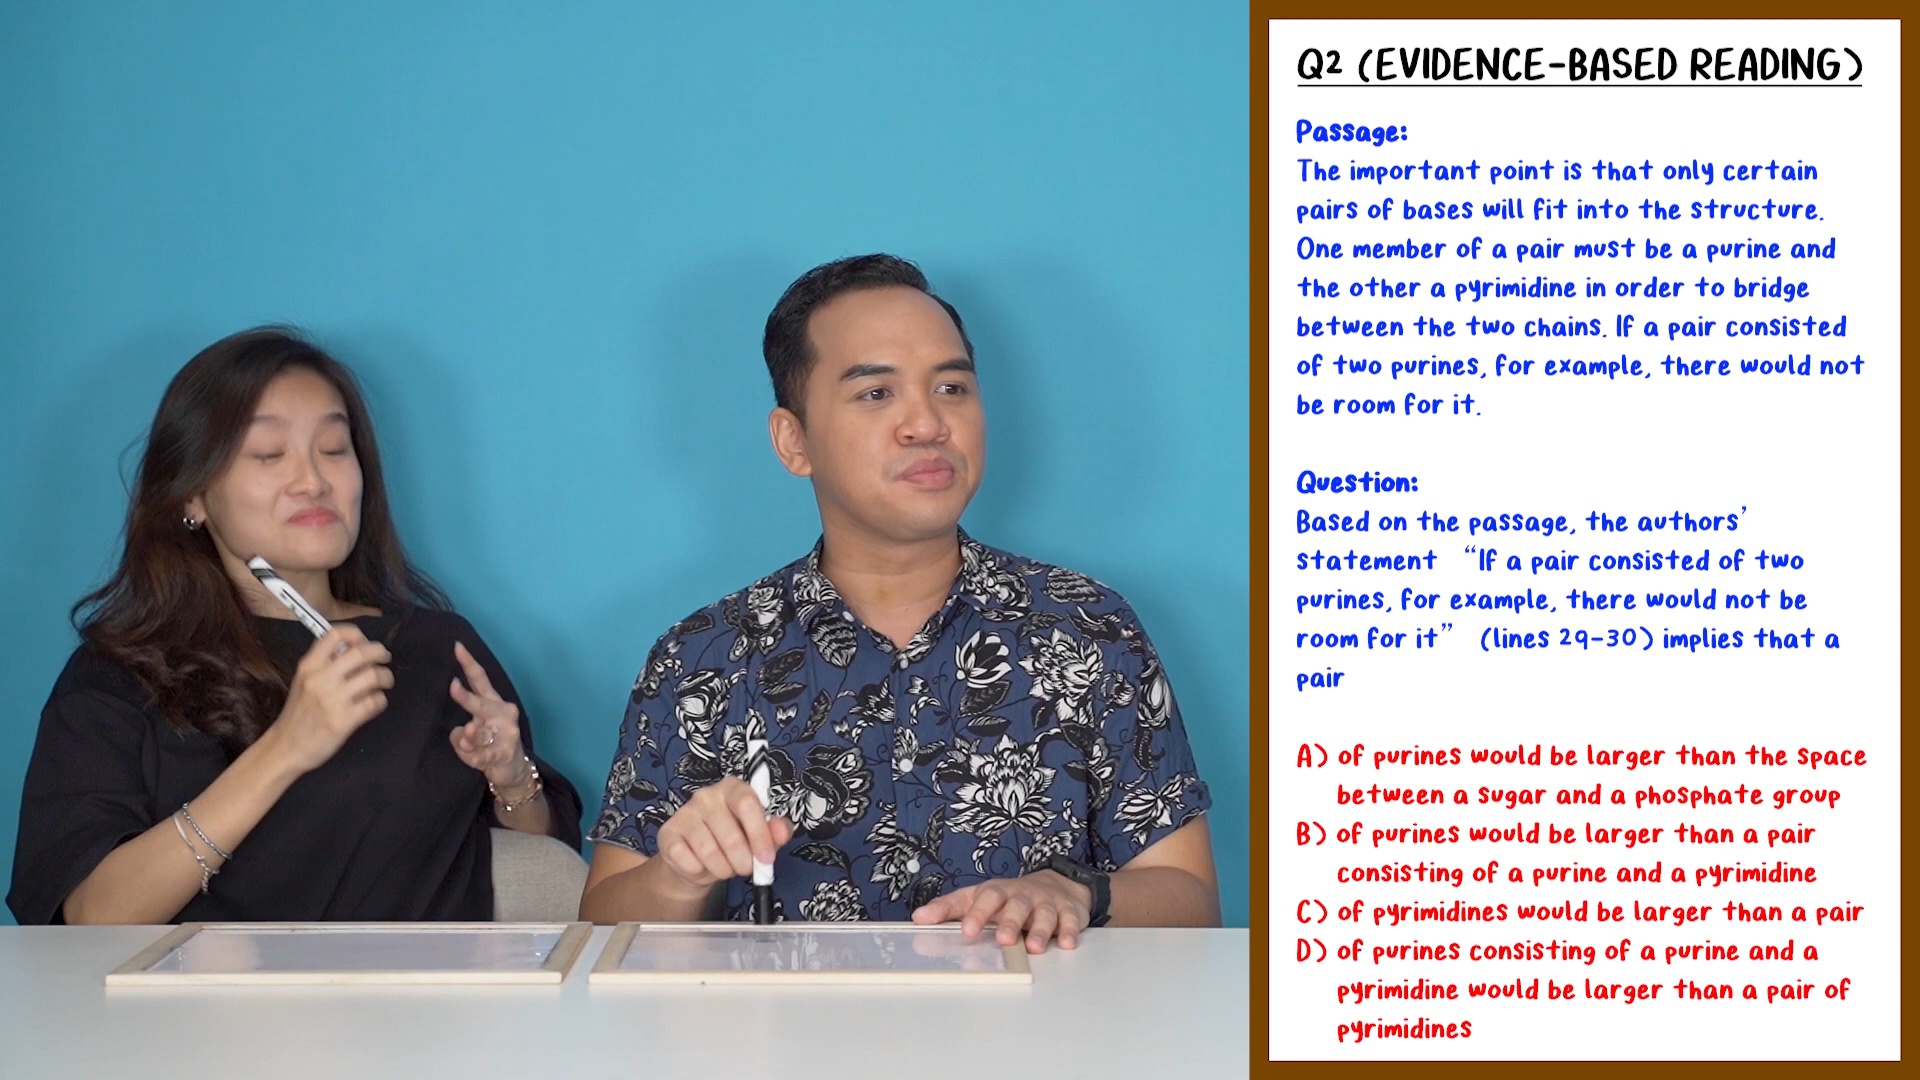 Q2 (EVIDENCE-BASED READING)
Passage:
The important point is that only certain
pairs of bases will fit into the structure.
One member of a pair must be a purine and
the other a pyrimidine in order to bridge
between the two chains. If a pair consisted
of two purines, for example, there would not
be room for it.
Question:
Based on the passage, the authors’
statement “If a pair consisted of two
purines, for example, there would not be
room for it” (lines 29-30) implies that a
pair
A) of purines would be larger than the space
between a sugar and a phosphate group
B) of purines would be larger than a pair
consisting of a purine and a pyrimidine
C) of pyrimidines would be larger than a pair
D) of purines consisting of a purine and a
pyrimidine would be larger than a pair of
pyrimidines